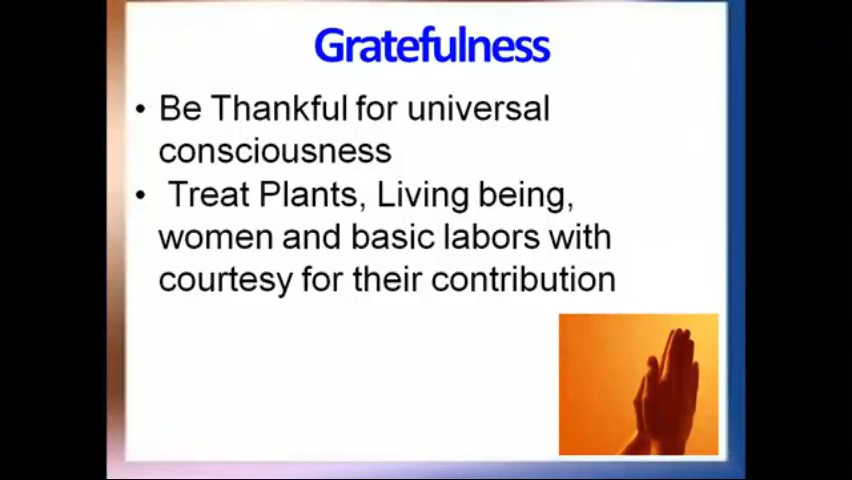 Gratefulness
• Be Thankful for universal
consciousness
• Treat Plants, Living being,
women and basic labors with
courtesy for their contribution